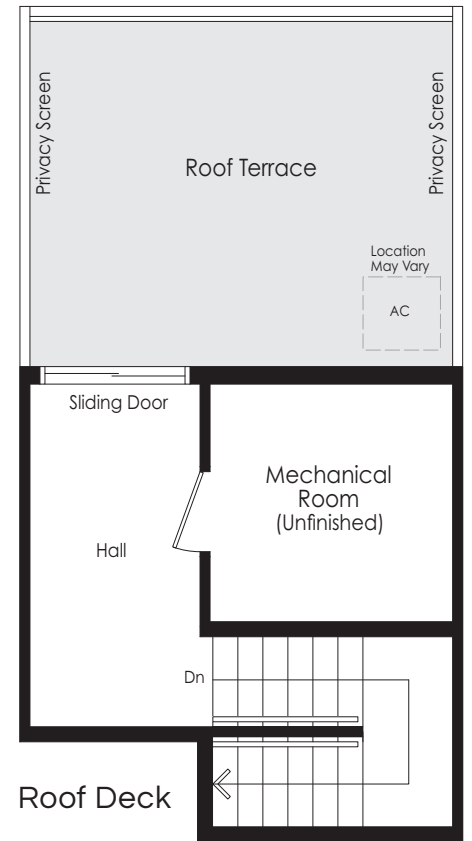 Privacy Screen
Privacy Screen
Roof Terrace
Location
May Vary
AC
Sliding Door
Mechanical
Room
(Unfinished)
Hall
Dn
Roof Deck